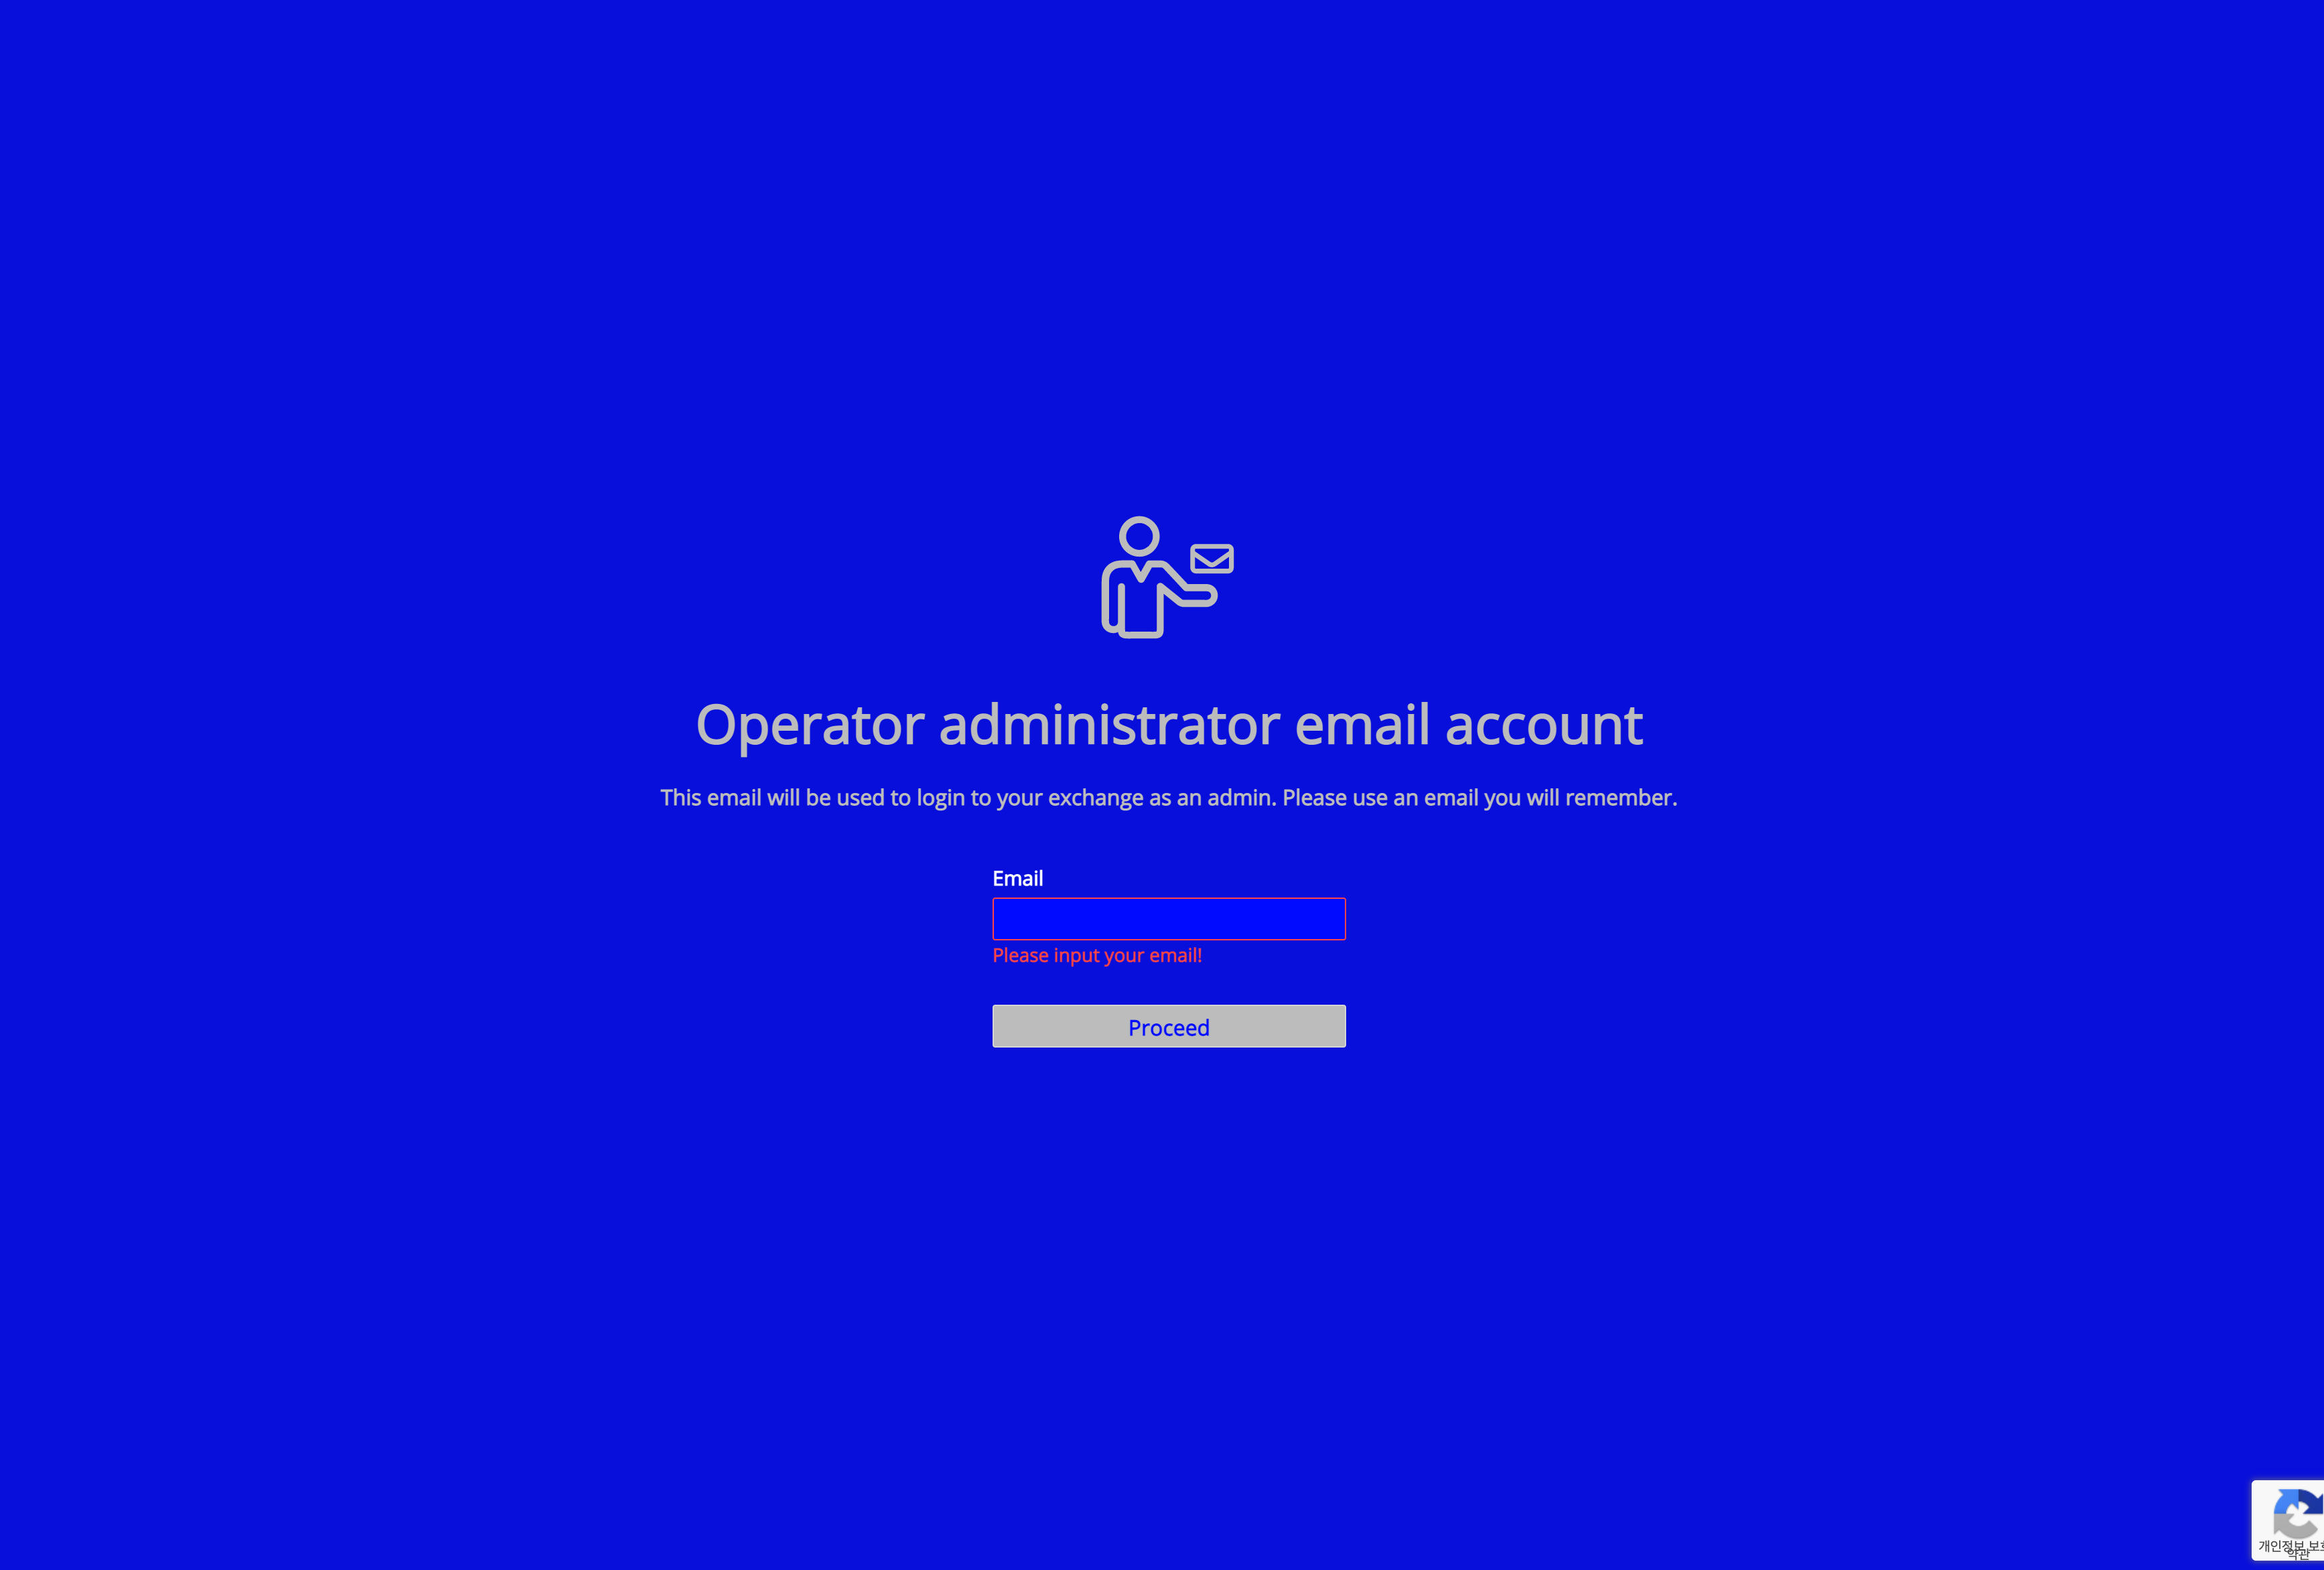 Operator administrator email account
This email will be used to login to your exchange as an admin. Please use an email you will remember.
Email
Please input your email!
Proceed
개인정보 보
약관